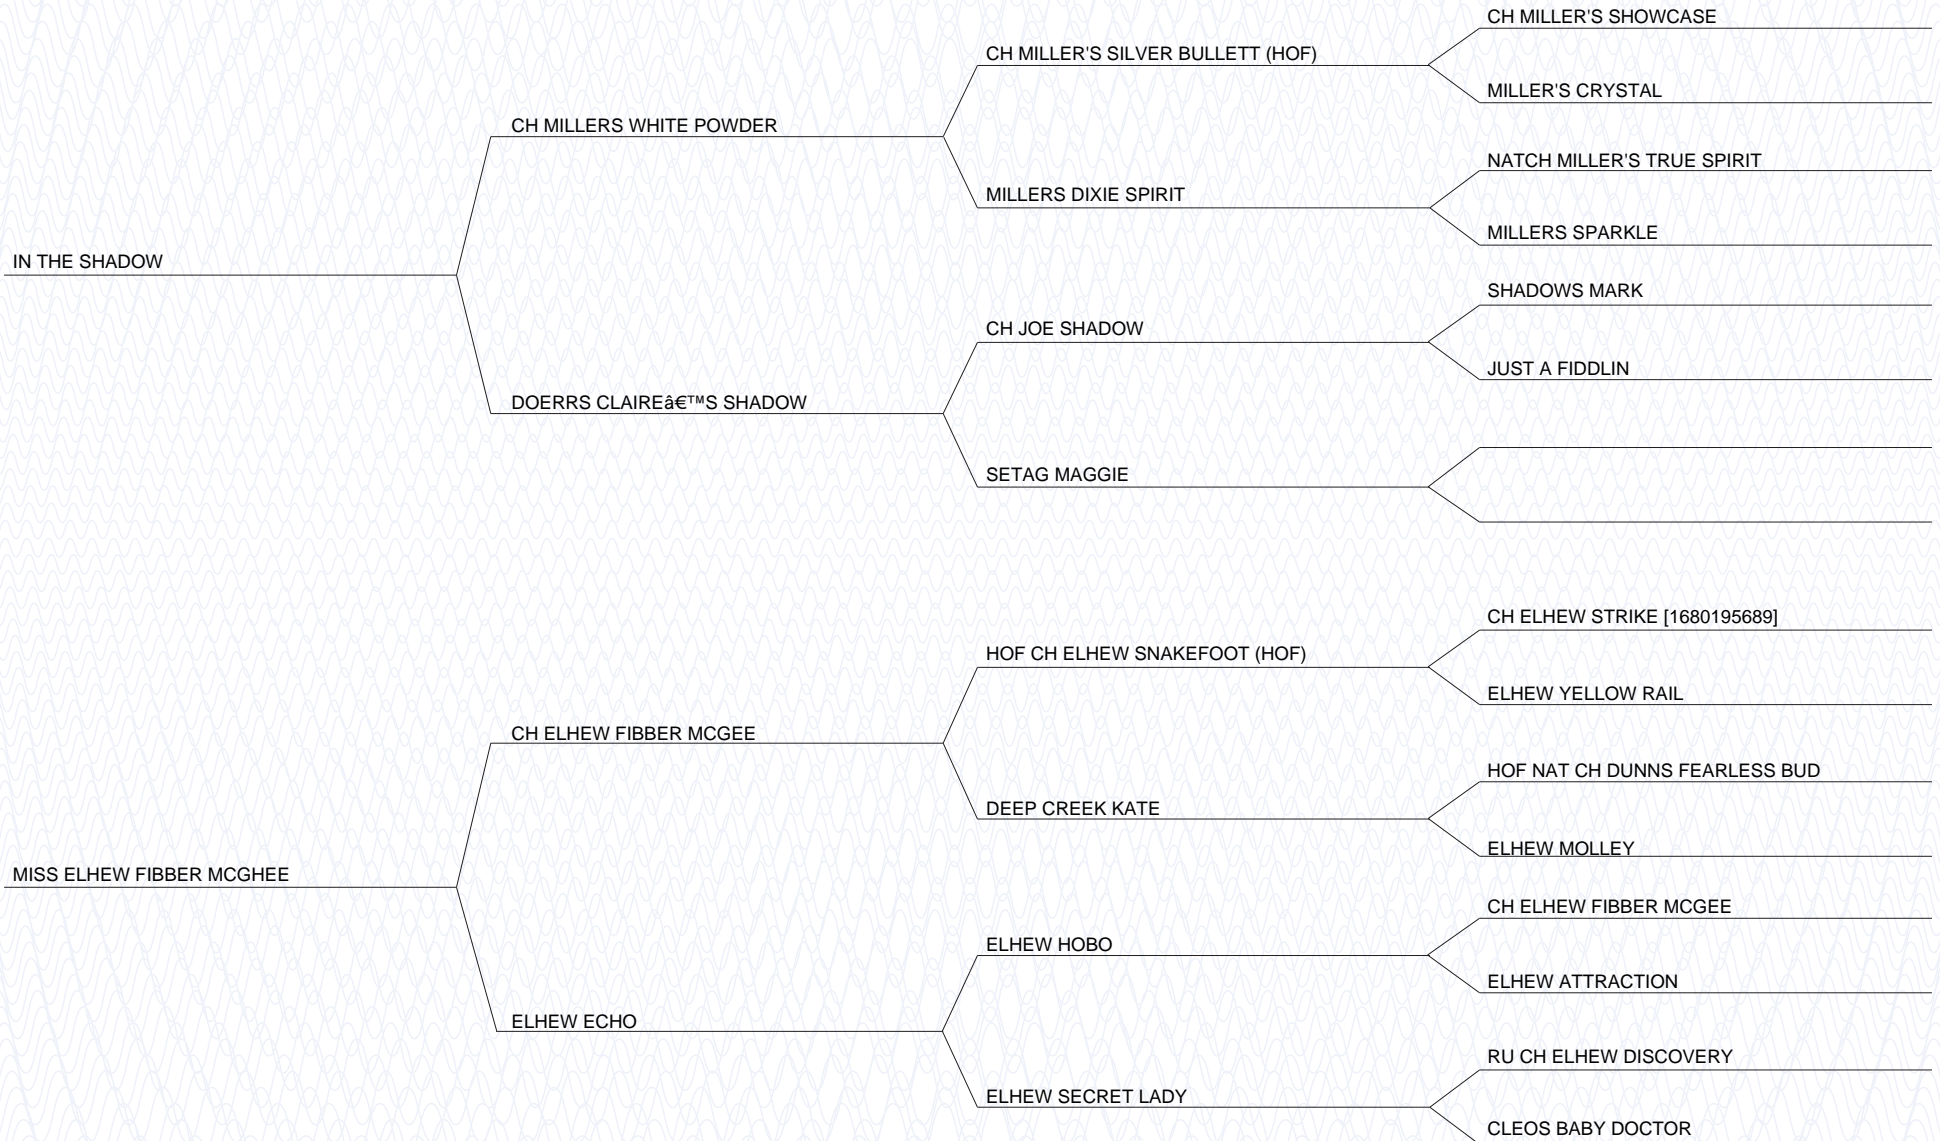 CH MILLER'S SHOWCASE
CH MILLER'S SILVER BULLETT (HOF)
MILLER'S CRYSTAL
CH MILLERS WHITE POWDER
NATCH MILLER'S TRUE SPIRIT
MILLERS DIXIE SPIRIT
MILLERS SPARKLE
IN THE SHADOW
SHADOWS MARK
CH JOE SHADOW
JUST A FIDDLIN
DOERRS CLAIREâ€™S SHADOW
SETAG MAGGIE
CH ELHEW STRIKE [1680195689]
HOF CH ELHEW SNAKEFOOT (HOF)
ELHEW YELLOW RAIL
CH ELHEW FIBBER MCGEE
HOF NAT CH DUNNS FEARLESS BUD
DEEP CREEK KATE
ELHEW MOLLEY
MISS ELHEW FIBBER MCGHEE
CH ELHEW FIBBER MCGEE
ELHEW HOBO
ELHEW ATTRACTION
ELHEW ECHO
RU CH ELHEW DISCOVERY
ELHEW SECRET LADY
CLEOS BABY DOCTOR